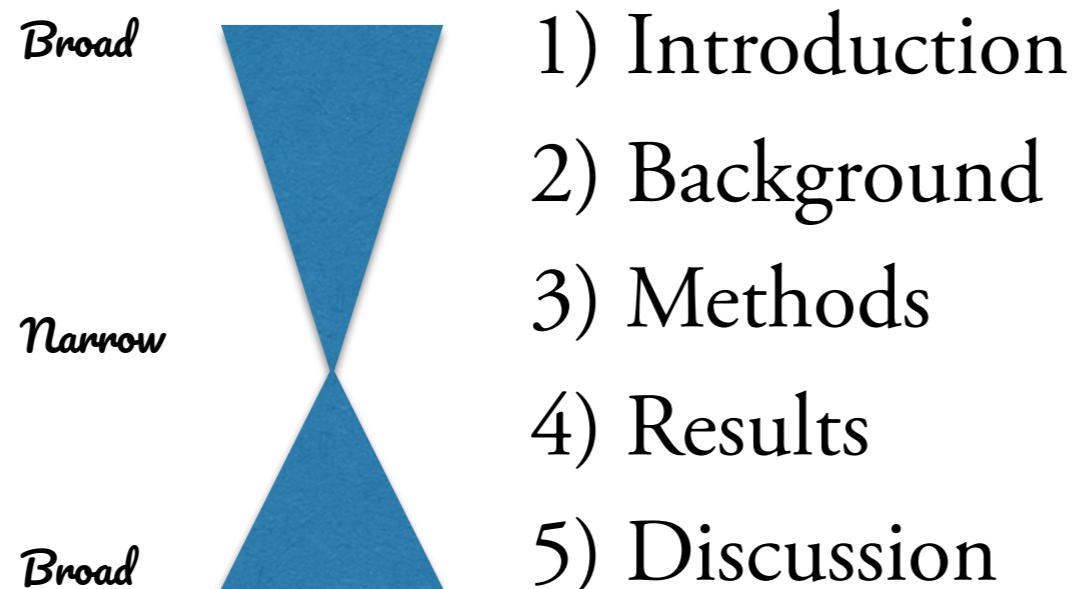 Broad
1) Introduction
2) Background
3) Methods
Narrow
4) Results
5) Discussion
Broad